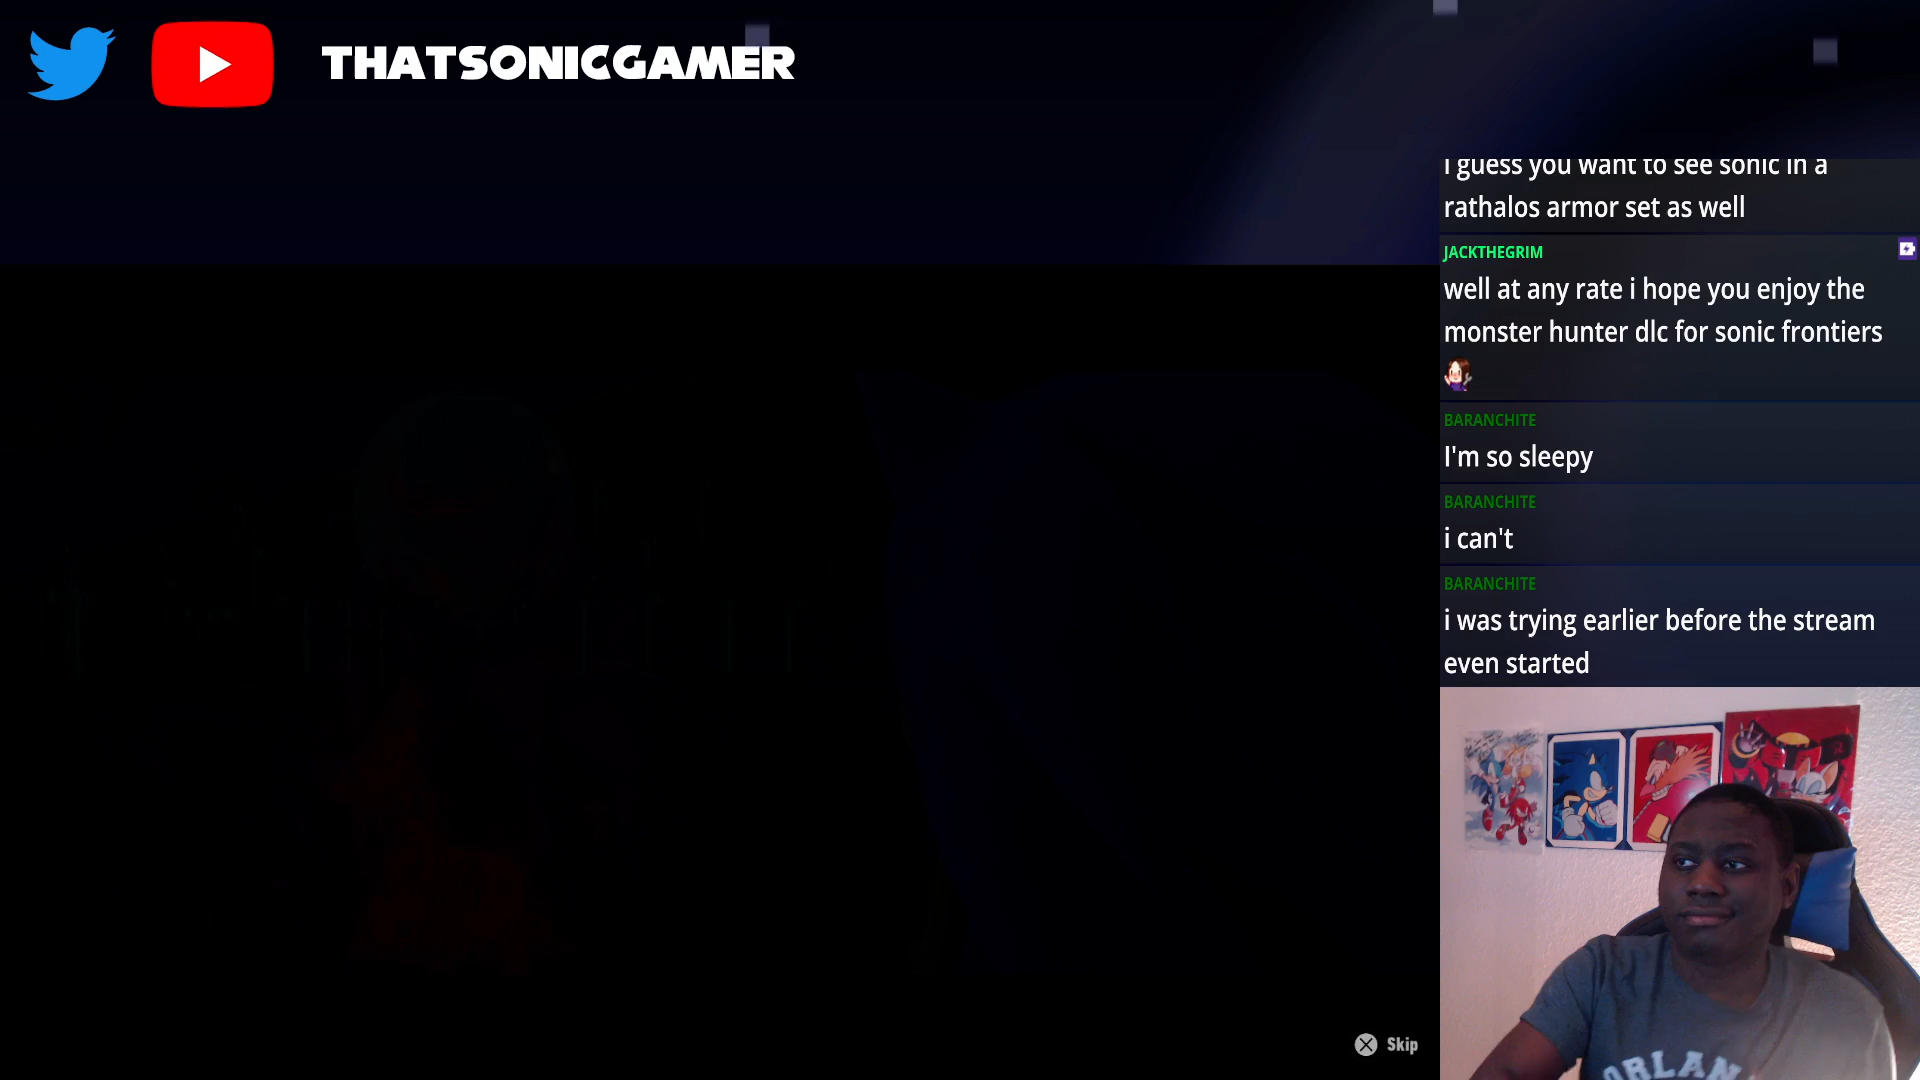 THATSONICGAMER
i guess you want to see sonic in a
rathalos armor set as well
JACKTHEGRIM
well at any rate i hope you enjoy the
monster hunter dlc for sonic frontiers
BARANCHITE
I'm so sleepy
BARANCHITE
i can't
BARANCHITE
i was trying earlier before the stream
even started
Skip